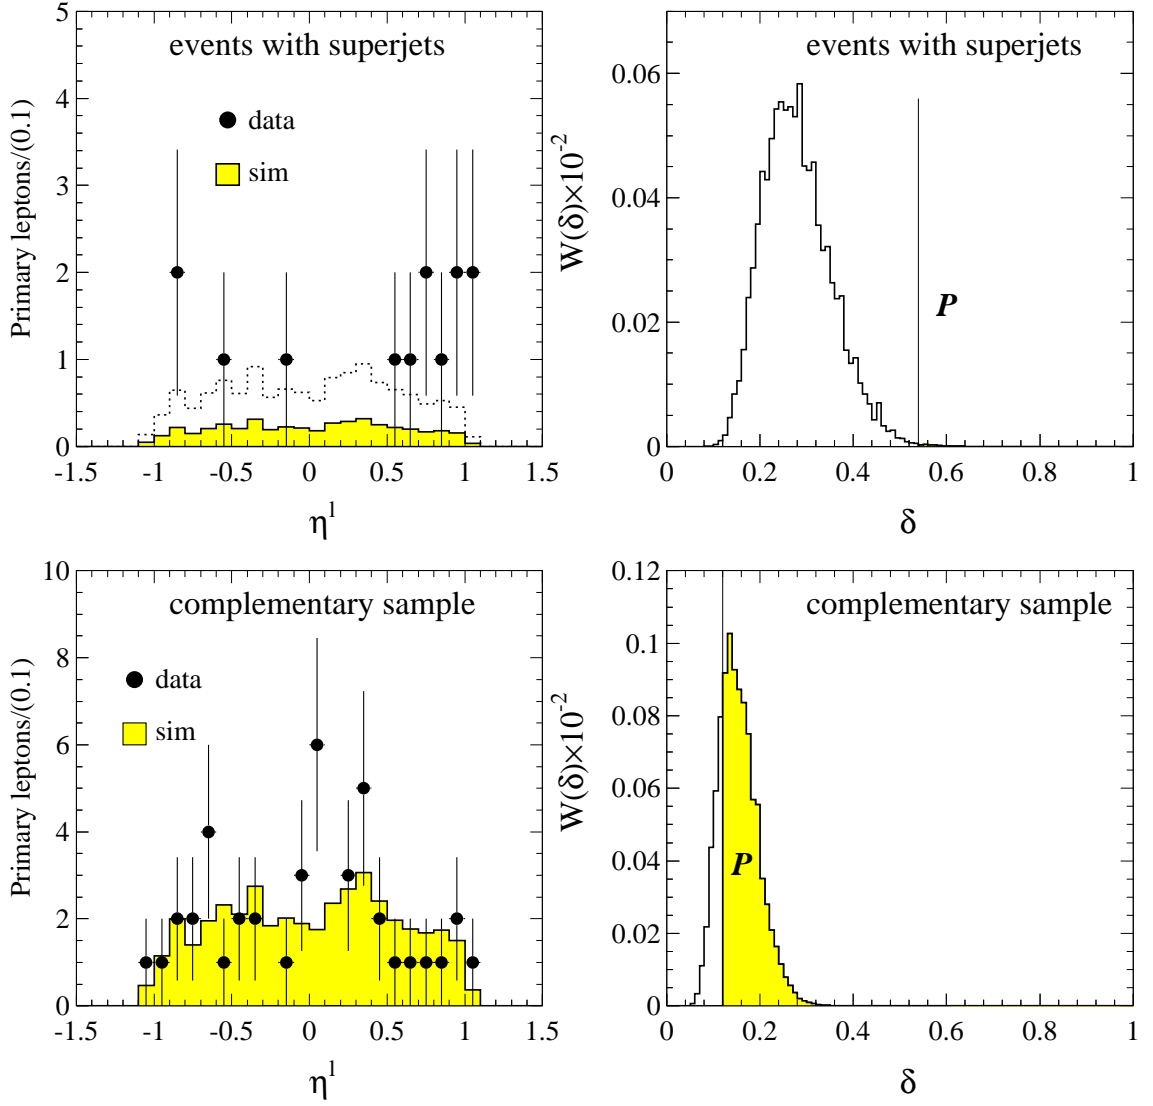 events with superjets
Primary leptons/(0.1)
5
4
3
2
1
0
data
sim
-1.5 -1 -0.5 0 0.5 1 1.5
η^l
events with superjets
W(δ)×10^-2
0.06
0.04
0.02
0
P
0 0.2 0.4 0.6 0.8 1
δ
complementary sample
Primary leptons/(0.1)
10
8
6
4
2
0
data
sim
-1.5 -1 -0.5 0 0.5 1 1.5
η^l
complementary sample
W(δ)×10^-2
0.12
0.1
0.08
0.06
0.04
0.02
0
P
0 0.2 0.4 0.6 0.8 1
δ